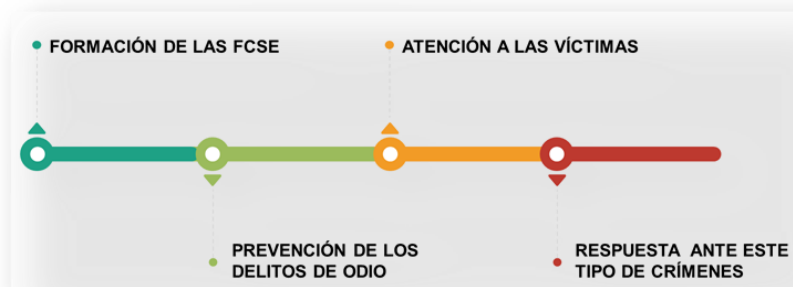 FORMACIÓN DE LAS FCSE
ATENCIÓN A LAS VÍCTIMAS
PREVENCIÓN DE LOS
DELITOS DE ODIO
RESPUESTA ANTE ESTE
TIPO DE CRÍMENES